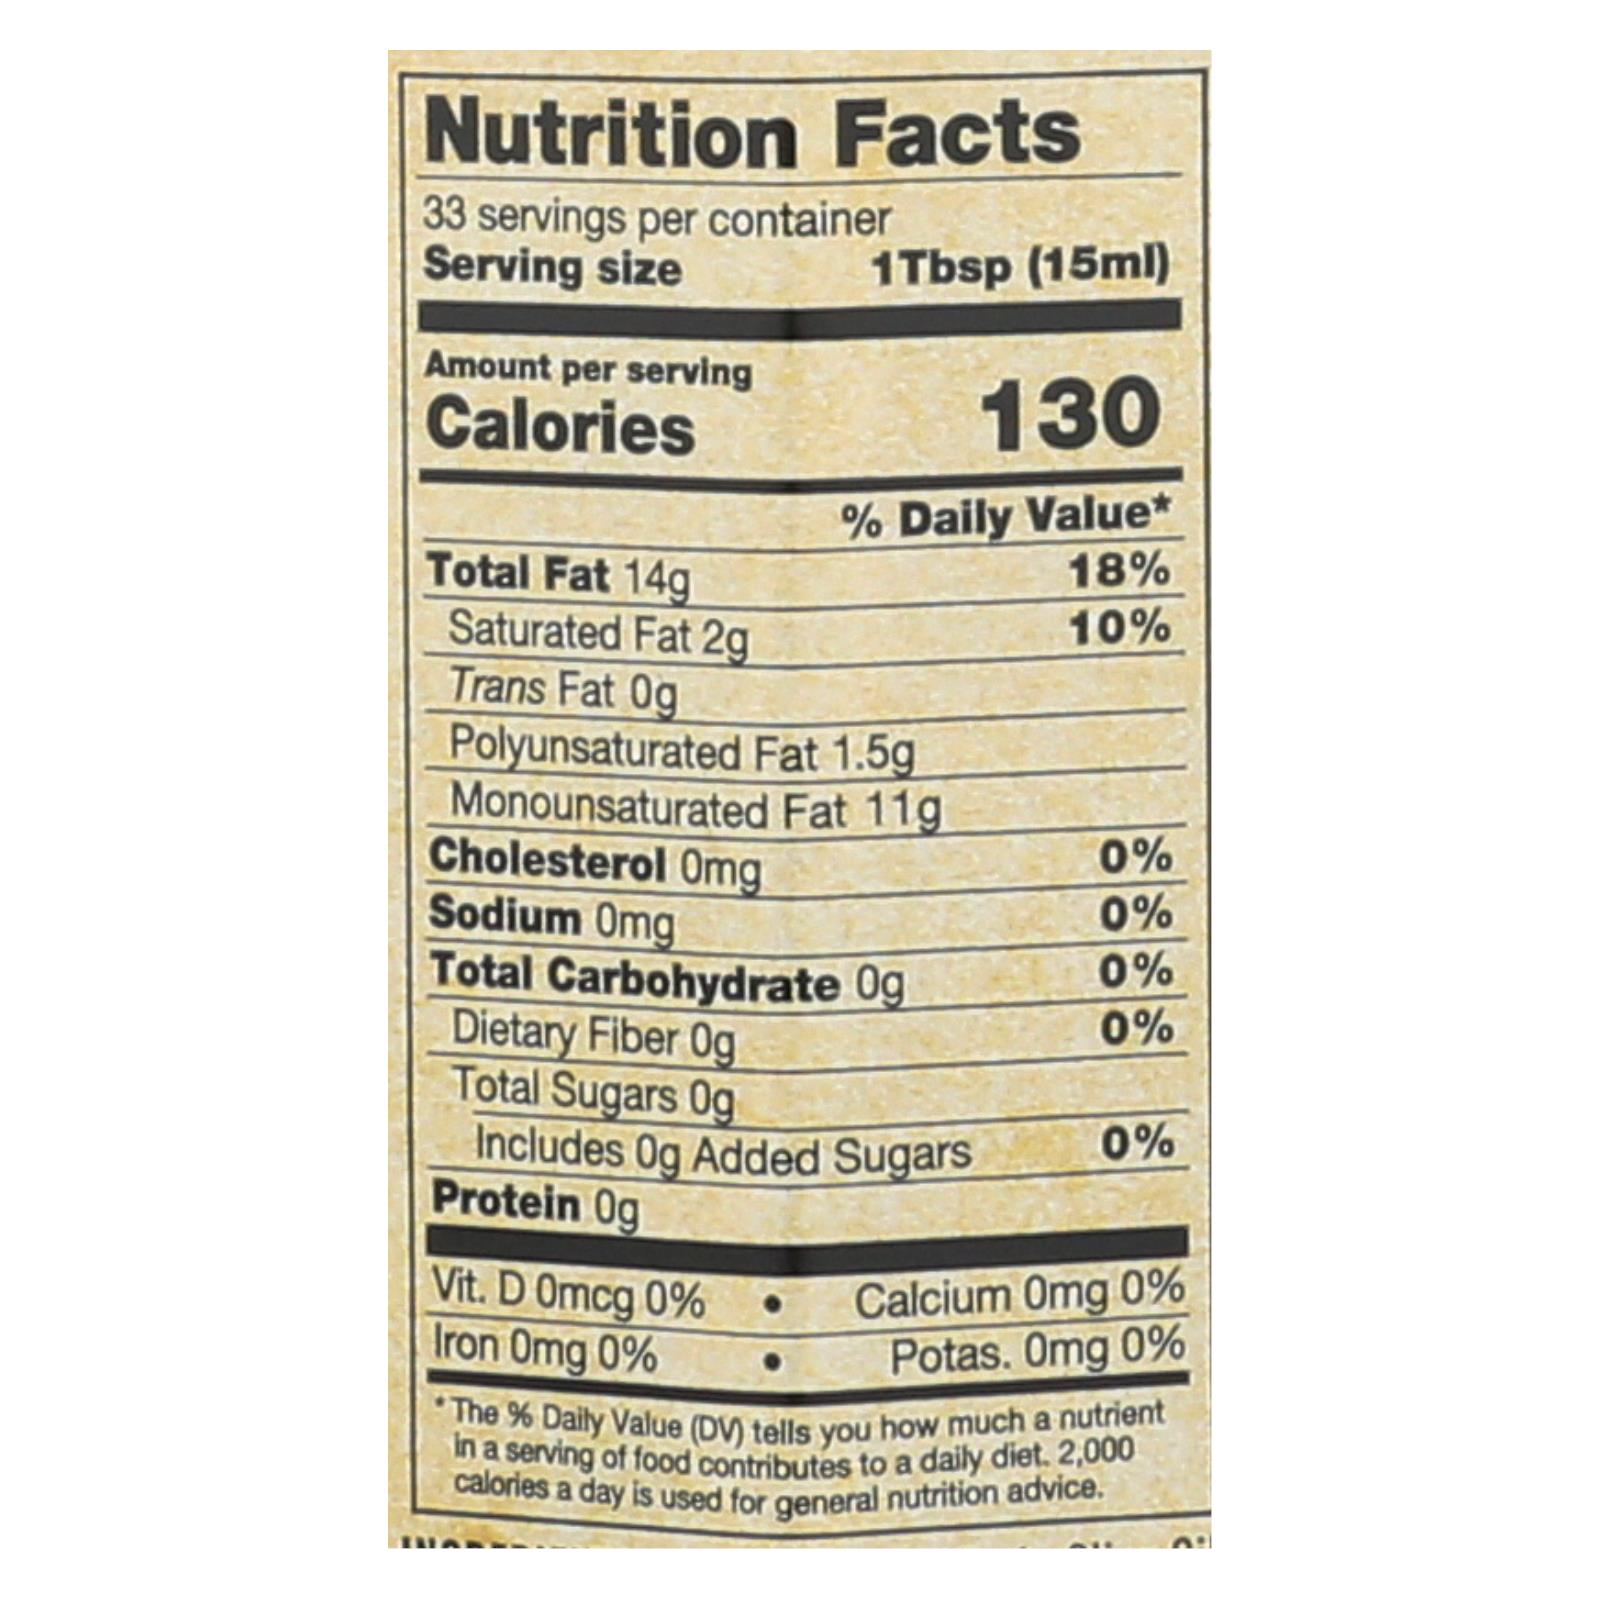 Nutrition Facts
33 servings per container
Serving size 1Tbsp (15ml)
Amount per serving
Calories 130
% Daily Value*
Total Fat 14g 18%
Saturated Fat 2g 10%
Trans Fat 0g
Polyunsaturated Fat 1.5g
Monounsaturated Fat 11g
Cholesterol 0mg 0%
Sodium 0mg 0%
Total Carbohydrate 0g 0%
Dietary Fiber 0g 0%
Total Sugars 0g
Includes 0g Added Sugars 0%
Protein 0g
Vit. D 0mcg 0% • Calcium 0mg 0%
Iron 0mg 0% • Potas. 0mg 0%
* The % Daily Value (DV) tells you how much a nutrient
in a serving of food contributes to a daily diet. 2,000
calories a day is used for general nutrition advice.